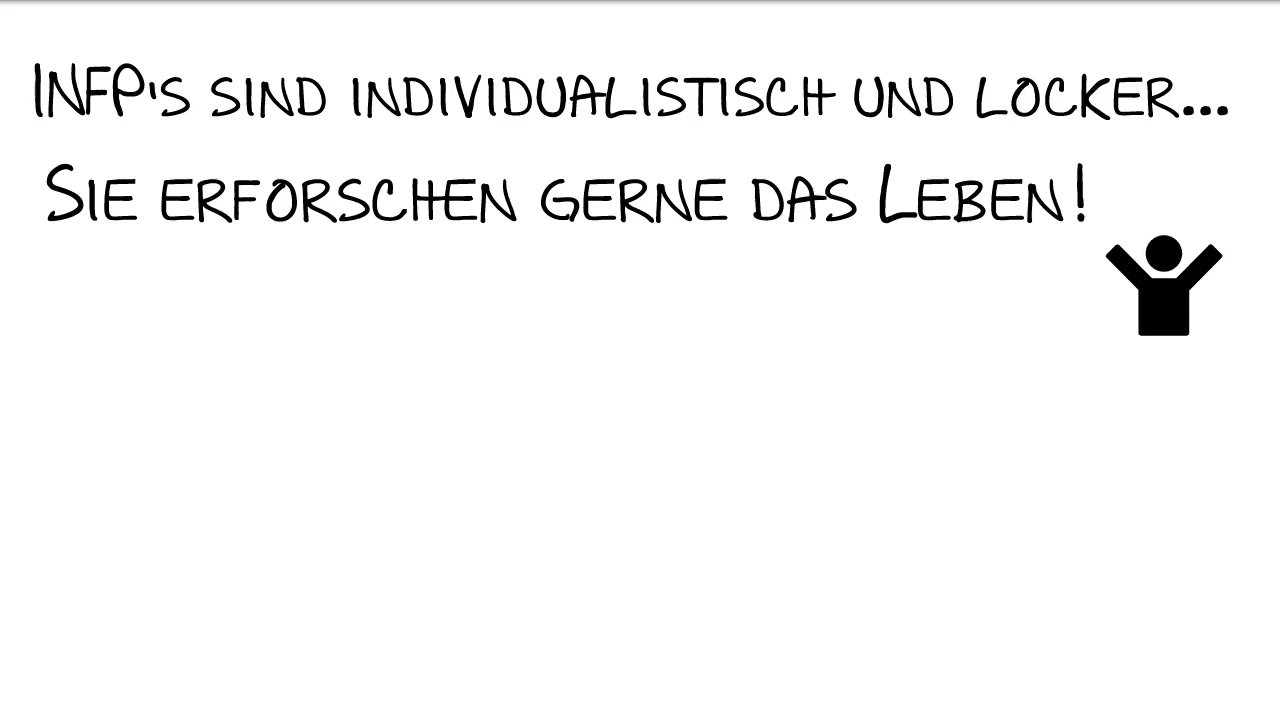 INFP's sind individualistisch und locker...
Sie erforschen gerne das Leben!